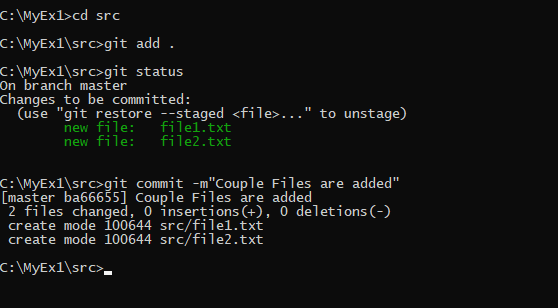 C:\MyEx1>cd src
C:\MyEx1\src>git add .
C:\MyEx1\src>git status
On branch master
Changes to be committed:
  (use "git restore --staged <file>..." to unstage)
        new file:   file1.txt
        new file:   file2.txt
C:\MyEx1\src>git commit -m"Couple Files are added"
[master ba66655] Couple Files are added
 2 files changed, 0 insertions(+), 0 deletions(-)
 create mode 100644 src/file1.txt
 create mode 100644 src/file2.txt
C:\MyEx1\src>